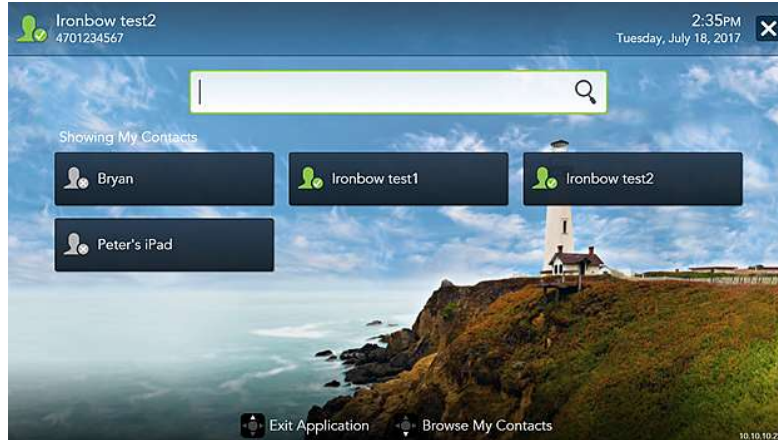 Ironbow test2
4701234567
2:35PM
Tuesday, July 18, 2017
Showing My Contacts
Bryan
Ironbow test1
Ironbow test2
Peter's iPad
Exit Application
Browse My Contacts